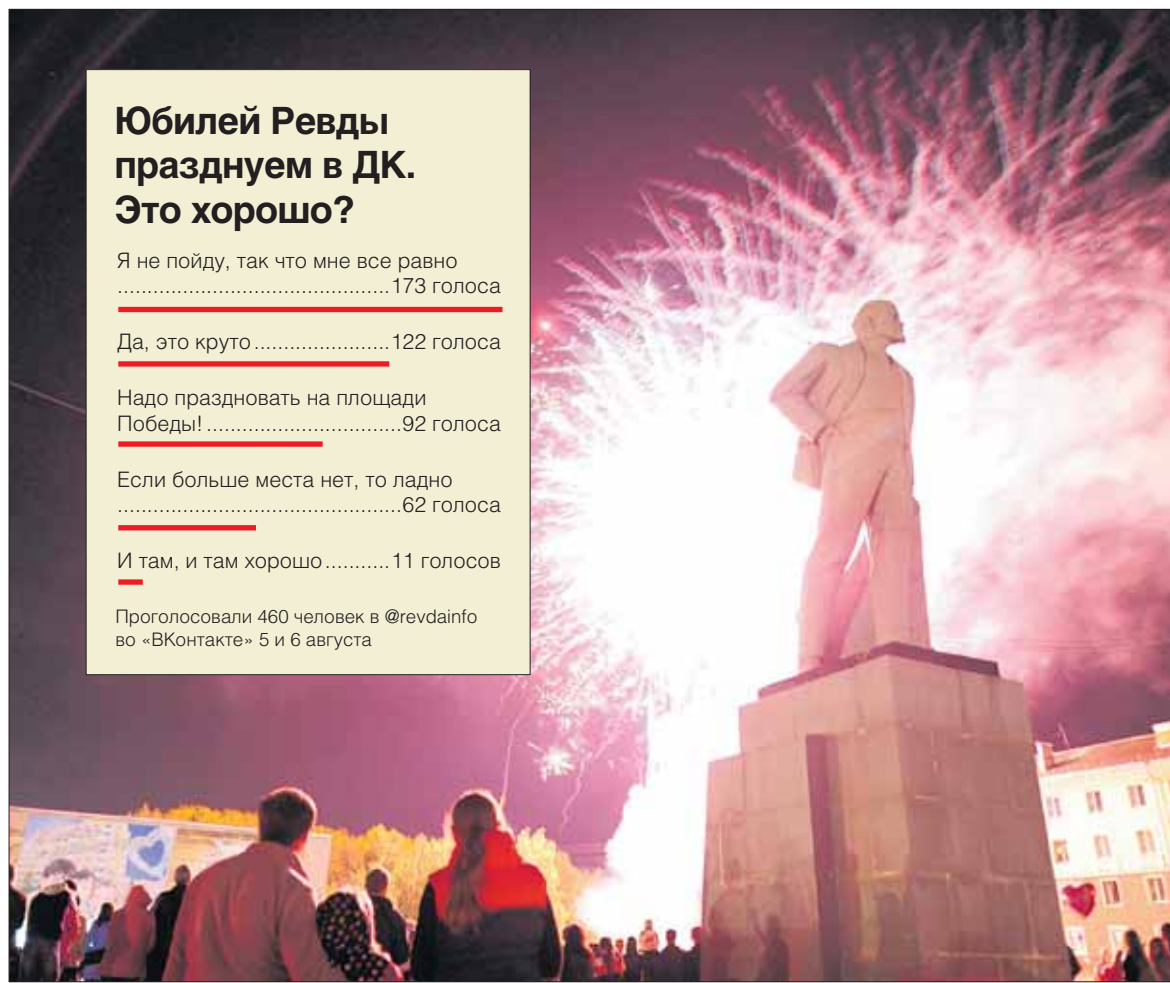 Юбилей Ревды
празднуем в ДК.
Это хорошо?
Я не пойду, так что мне все равно
......................................173 голоса
Да, это круто.......................122 голоса
Надо праздновать на площади
Победы!...............................92 голоса
Если больше места нет, то ладно
........................................62 голоса
И там, и там хорошо...........11 голосов
Проголосовали 460 человек в @revdainfo
во «ВКонтакте» 5 и 6 августа